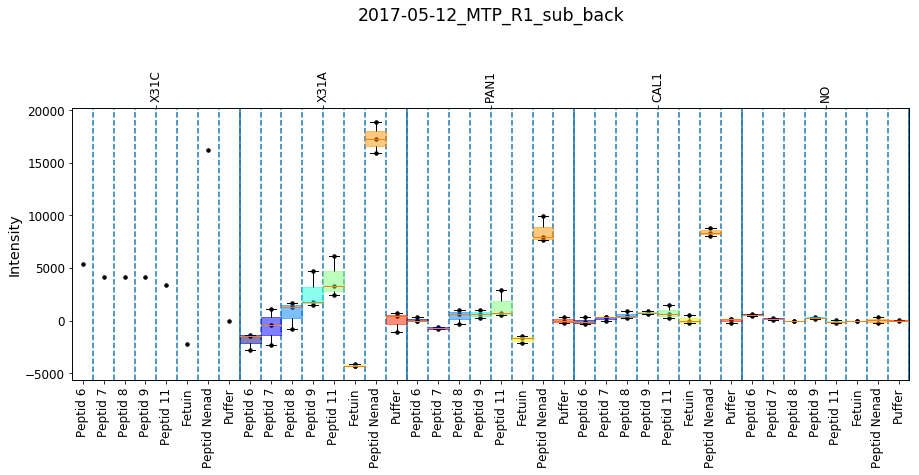 2017-05-12_MTP_R1_sub_back
X31C
X31A
PAN1
CAL1
NO
Intensity
20000
15000
10000
5000
0
−5000
Peptid 6
Peptid 7
Peptid 8
Peptid 9
Peptid 11
Fetuin
Peptid Nenad
Puffer
Peptid 6
Peptid 7
Peptid 8
Peptid 9
Peptid 11
Fetuin
Peptid Nenad
Puffer
Peptid 6
Peptid 7
Peptid 8
Peptid 9
Peptid 11
Fetuin
Peptid Nenad
Puffer
Peptid 6
Peptid 7
Peptid 8
Peptid 9
Peptid 11
Fetuin
Peptid Nenad
Puffer
Peptid 6
Peptid 7
Peptid 8
Peptid 9
Peptid 11
Fetuin
Peptid Nenad
Puffer